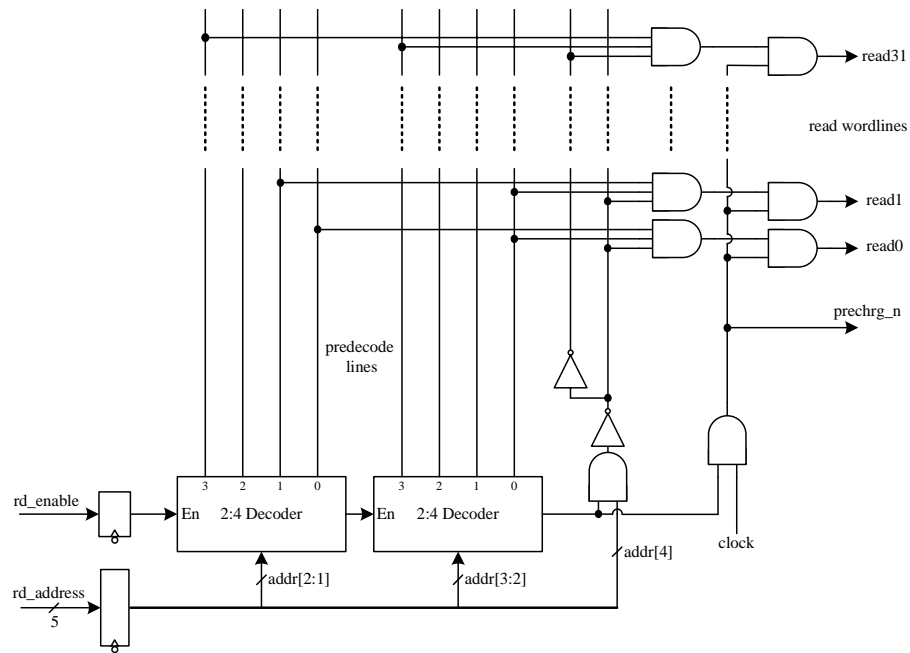 read31
read wordlines
read1
read0
prechrg_n
predecode
lines
3 2 1 0
3 2 1 0
rd_enable
En 2:4 Decoder
En 2:4 Decoder
clock
addr[2:1]
addr[3:2]
addr[4]
rd_address
5